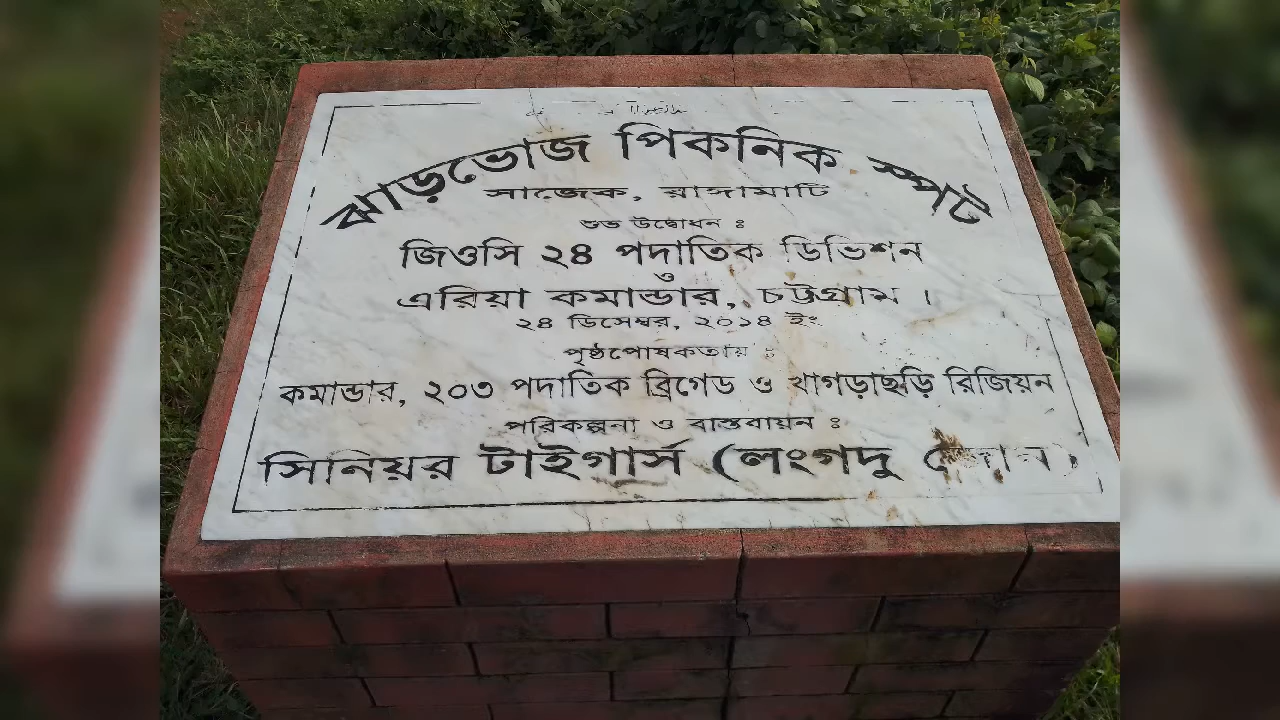 ঝাড়ভোজ পিকনিক স্পট
সাজেক, রাঙ্গামাটি
শুভ উদ্বোধন ঃ
জিওসি ২৪ পদাতিক ডিভিশন
ও
এরিয়া কমান্ডার, চট্টগ্রাম ।
২৪ ডিসেম্বর, ২০১৪ ইং
পৃষ্ঠপোষকতায় ঃ
কমান্ডার, ২০৩ পদাতিক ব্রিগেড ও খাগড়াছড়ি রিজিয়ন
পরিকল্পনা ও বাস্তবায়ন ঃ
সিনিয়র টাইগার্স (লংগদু জোন)